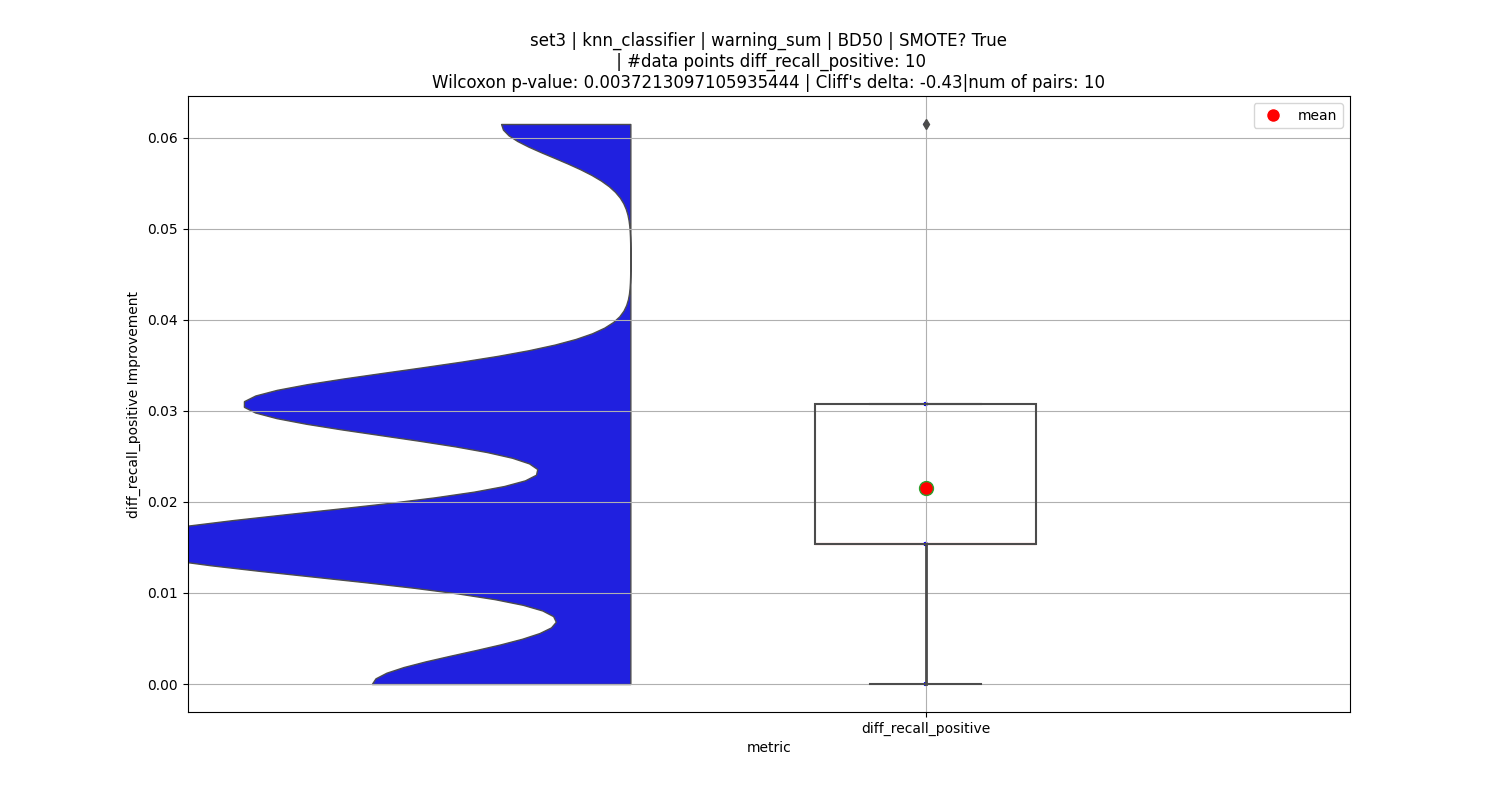 set3 | knn_classifier | warning_sum | BD50 | SMOTE? True
| #data points diff_recall_positive: 10
Wilcoxon p-value: 0.0037213097105935444 | Cliff's delta: -0.43|num of pairs: 10
mean
0.06
0.05
0.04
0.03
0.02
0.01
0.00
diff_recall_positive Improvement
diff_recall_positive
metric